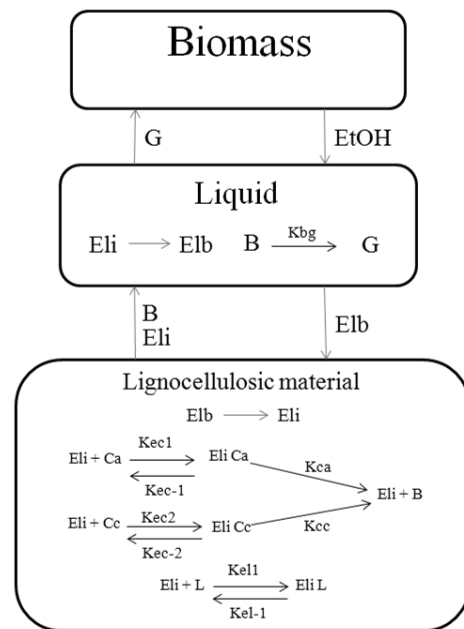 Biomass
G EtOH
Liquid
Kbg
Eli Elb B G
B
Eli Elb
Lignocellulosic material
Elb Eli
Kec1
Eli + Ca Eli Ca Kca
Kec-1
Eli + B
Kec2
Eli + Cc Eli Cc Kcc
Kec-2
Kel1
Eli + L Eli L
Kel-1